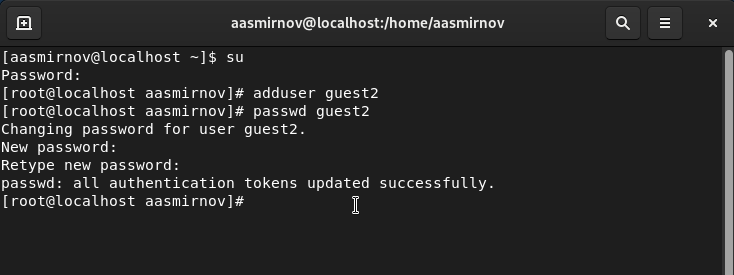 aasmirnov@localhost:/home/aasmirnov
[aasmirnov@localhost ~]$ su
Password:
[root@localhost aasmirnov]# adduser guest2
[root@localhost aasmirnov]# passwd guest2
Changing password for user guest2.
New password:
Retype new password:
passwd: all authentication tokens updated successfully.
[root@localhost aasmirnov]#